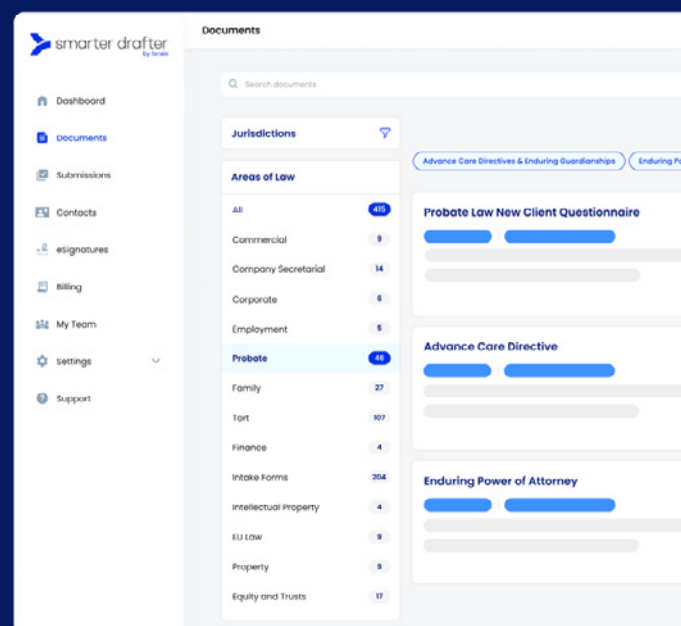 smarter drafter
Documents
Search documents
Dashboard
Documents
Submissions
Contacts
eSignatures
Billing
My Team
Settings
Support
Jurisdictions
Areas of Law
All 415
Commercial 9
Company Secretarial 14
Corporate 6
Employment 5
Probate 46
Family 27
Tort 107
Finance 4
Intake Forms 204
Intellectual Property 4
EU Law 9
Property 9
Equity and Trusts 17
Advance Care Directives & Enduring Guardianships
Enduring Po
Probate Law New Client Questionnaire
Advance Care Directive
Enduring Power of Attorney